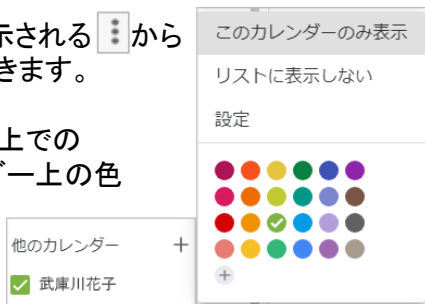 示される から
きます。
上での
ー上の色
このカレンダーのみ表示
リストに表示しない
設定
他のカレンダー +
武庫川花子